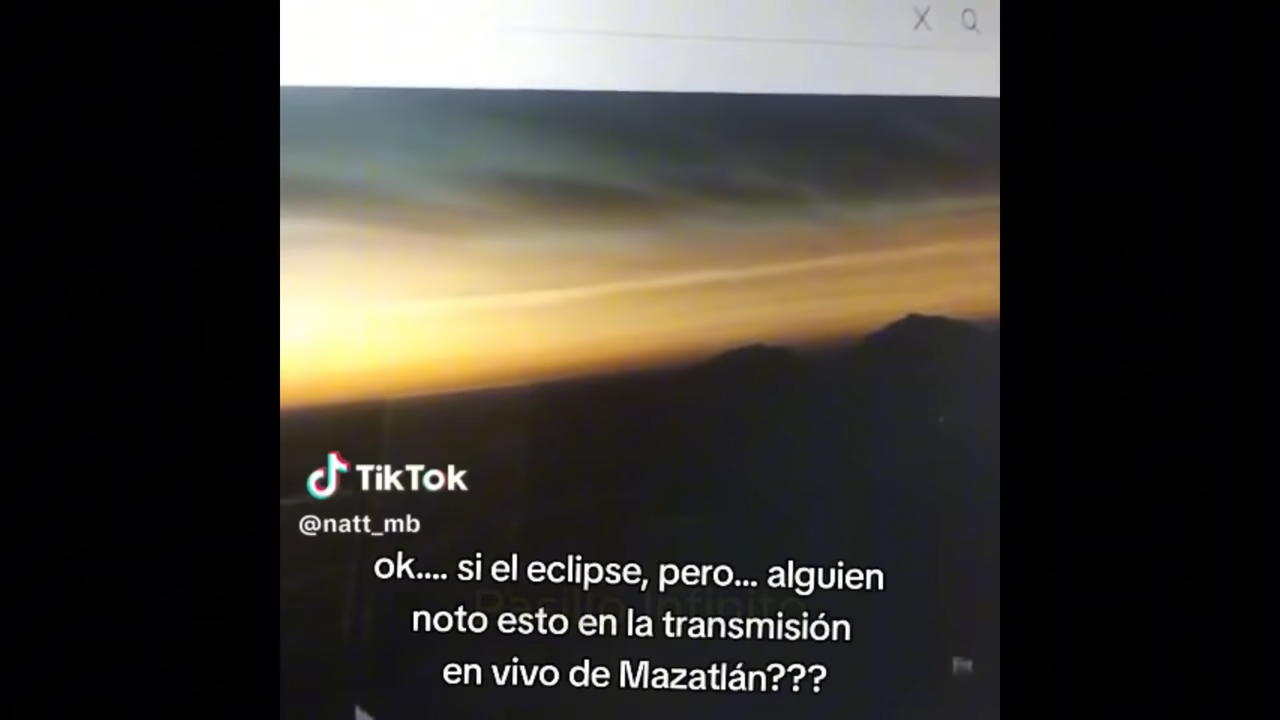 TikTok
@natt_mb
ok.... si el eclipse, pero... alguien
noto esto en la transmisión
en vivo de Mazatlán???